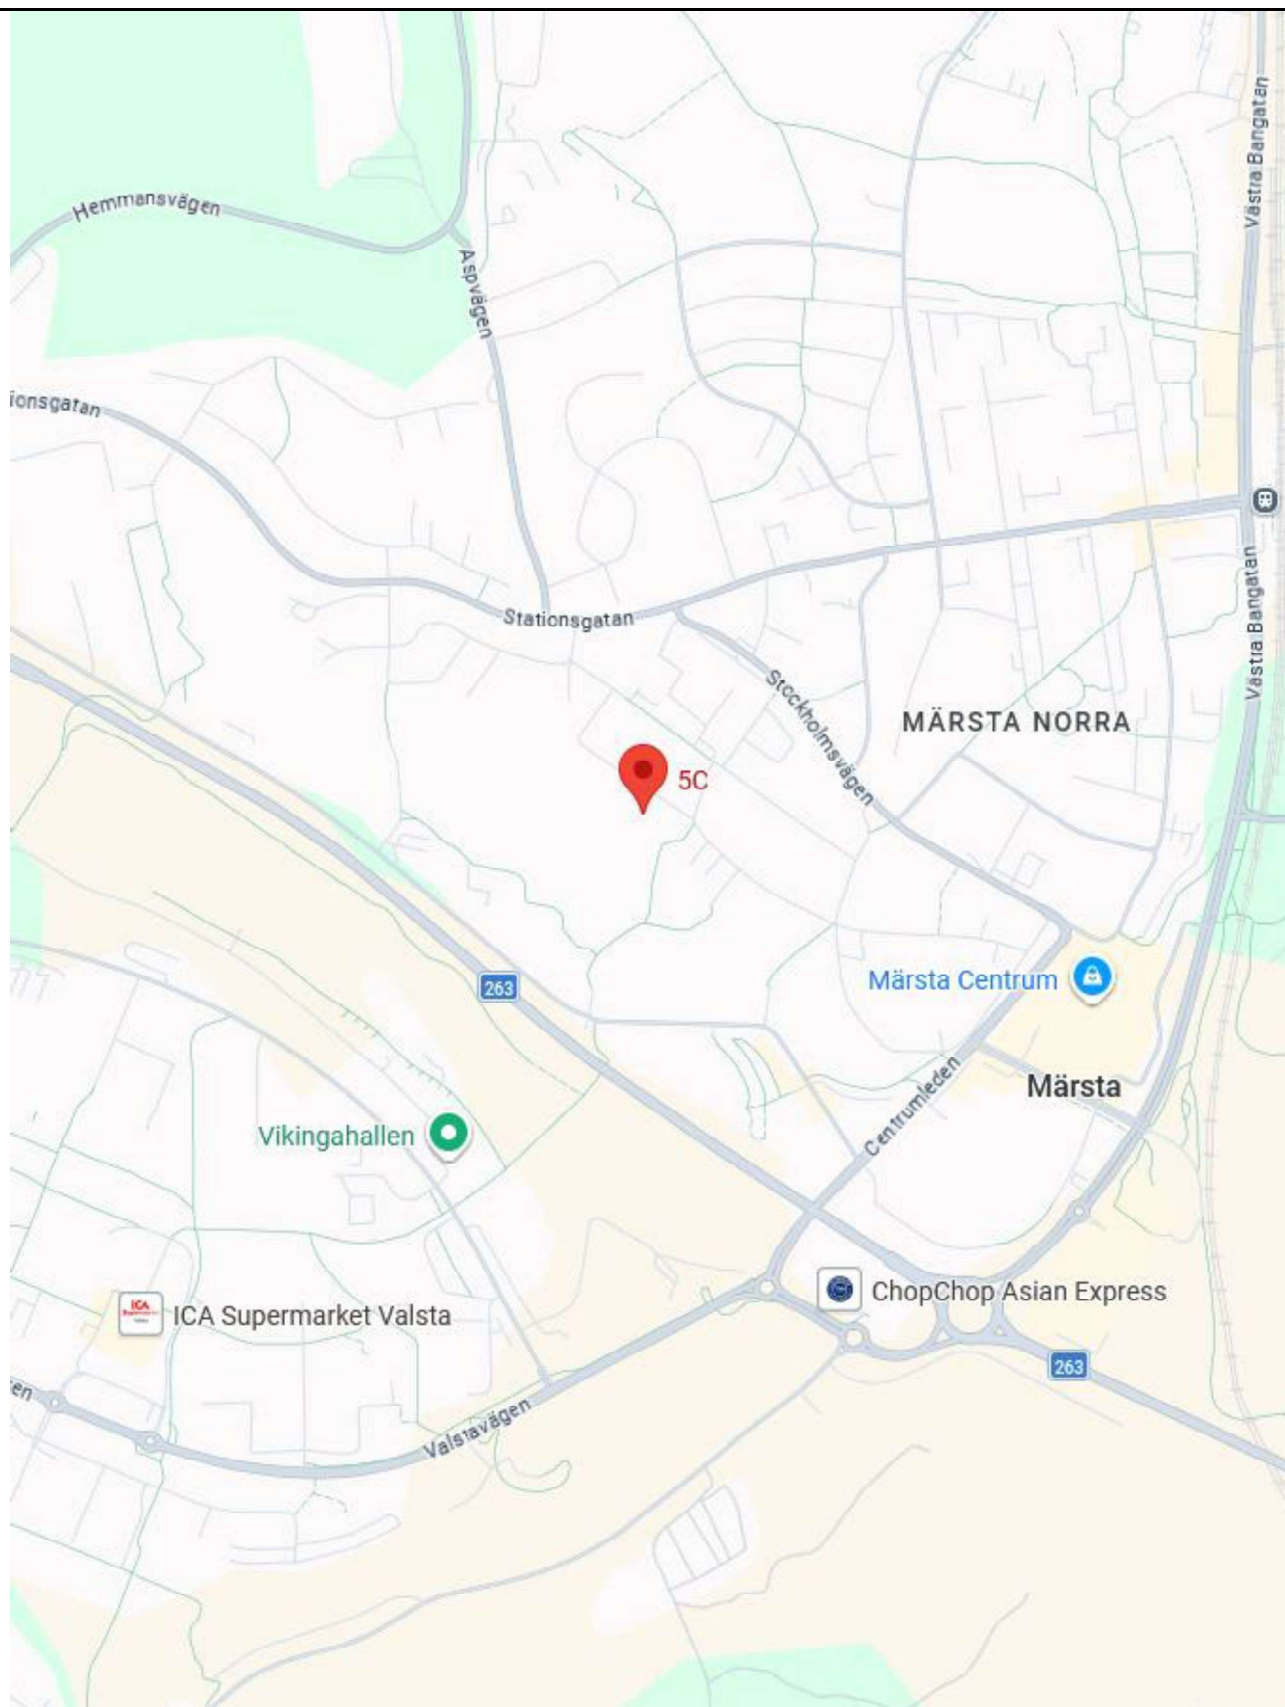 Västra Bangatan
Hemmansvägen
Aspvägen
ionsgatan
Stationsgatan
Västra Bangatan
Stockholmsvägen
MÄRSTA NORRA
5C
Märsta Centrum
263
Märsta
Centrumleden
Vikingahallen
ChopChop Asian Express
ICA
ICA Supermarket Valsta
263
en
Valstavägen